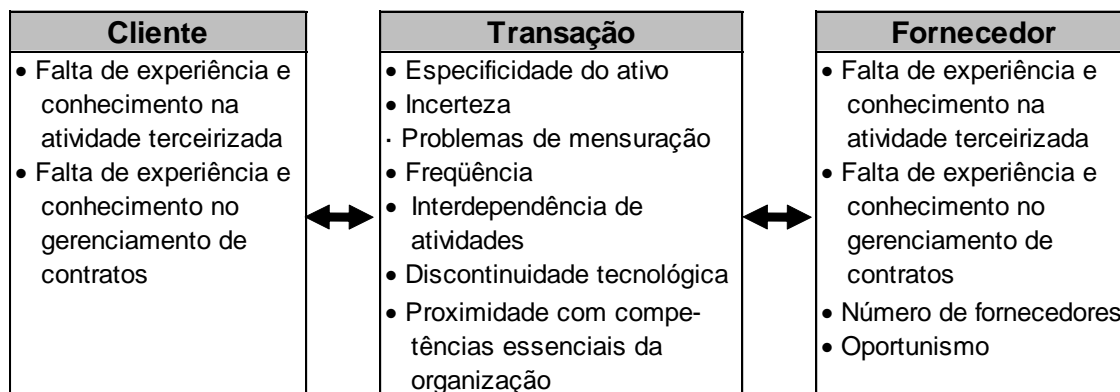 Cliente
• Falta de experiência e
conhecimento na
atividade terceirizada
• Falta de experiência e
conhecimento no
gerenciamento de
contratos
Transação
• Especificidade do ativo
• Incerteza
· Problemas de mensuração
• Freqüência
• Interdependência de
atividades
• Discontinuidade tecnológica
• Proximidade com compe-
tências essenciais da
organização
Fornecedor
• Falta de experiência e
conhecimento na
atividade terceirizada
• Falta de experiência e
conhecimento no
gerenciamento de
contratos
• Número de fornecedores
• Oportunismo